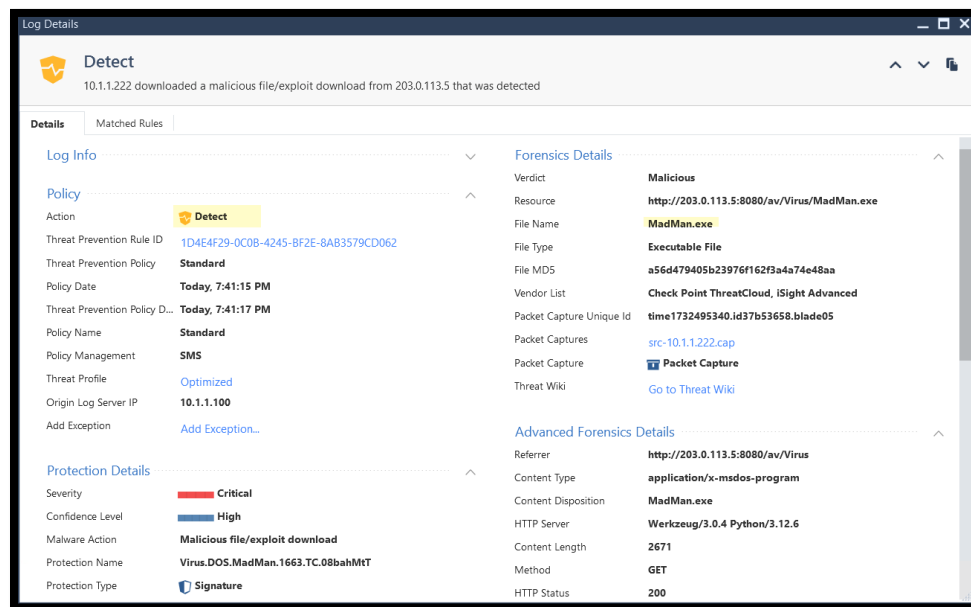 Log Details
Detect
10.1.1.222 downloaded a malicious file/exploit download from 203.0.113.5 that was detected
Details Matched Rules
Log Info
Policy
Action Detect
Threat Prevention Rule ID 1D4E4F29-0C0B-4245-BF2E-8AB3579CD062
Threat Prevention Policy Standard
Policy Date Today, 7:41:15 PM
Threat Prevention Policy D... Today, 7:41:17 PM
Policy Name Standard
Policy Management SMS
Threat Profile Optimized
Origin Log Server IP 10.1.1.100
Add Exception Add Exception...
Protection Details
Severity Critical
Confidence Level High
Malware Action Malicious file/exploit download
Protection Name Virus.DOS.MadMan.1663.TC.08bahMtT
Protection Type Signature
Forensics Details
Verdict Malicious
Resource http://203.0.113.5:8080/av/Virus/MadMan.exe
File Name MadMan.exe
File Type Executable File
File MD5 a56d479405b23976f162f3a4a74e48aa
Vendor List Check Point ThreatCloud, iSight Advanced
Packet Capture Unique Id time1732495340.id37b53658.blade05
Packet Captures src-10.1.1.222.cap
Packet Capture Packet Capture
Threat Wiki Go to Threat Wiki
Advanced Forensics Details
Referrer http://203.0.113.5:8080/av/Virus
Content Type application/x-msdos-program
Content Disposition MadMan.exe
HTTP Server Werkzeug/3.0.4 Python/3.12.6
Content Length 2671
Method GET
HTTP Status 200